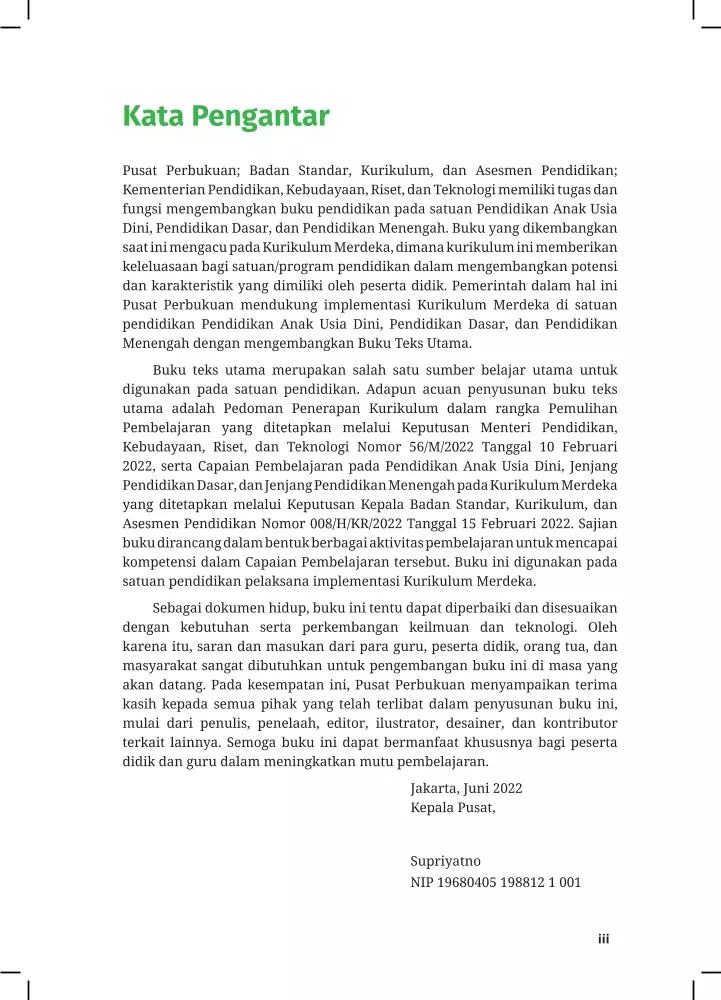 Kata Pengantar
Pusat Perbukuan; Badan Standar, Kurikulum, dan Asesmen Pendidikan;
Kementerian Pendidikan, Kebudayaan, Riset, dan Teknologi memiliki tugas dan
fungsi mengembangkan buku pendidikan pada satuan Pendidikan Anak Usia
Dini, Pendidikan Dasar, dan Pendidikan Menengah. Buku yang dikembangkan
saat ini mengacu pada Kurikulum Merdeka, dimana kurikulum ini memberikan
keleluasaan bagi satuan/program pendidikan dalam mengembangkan potensi
dan karakteristik yang dimiliki oleh peserta didik. Pemerintah dalam hal ini
Pusat Perbukuan mendukung implementasi Kurikulum Merdeka di satuan
pendidikan Pendidikan Anak Usia Dini, Pendidikan Dasar, dan Pendidikan
Menengah dengan mengembangkan Buku Teks Utama.
Buku teks utama merupakan salah satu sumber belajar utama untuk
digunakan pada satuan pendidikan. Adapun acuan penyusunan buku teks
utama adalah Pedoman Penerapan Kurikulum dalam rangka Pemulihan
Pembelajaran yang ditetapkan melalui Keputusan Menteri Pendidikan,
Kebudayaan, Riset, dan Teknologi Nomor 56/M/2022 Tanggal 10 Februari
2022, serta Capaian Pembelajaran pada Pendidikan Anak Usia Dini, Jenjang
Pendidikan Dasar, dan Jenjang Pendidikan Menengah pada Kurikulum Merdeka
yang ditetapkan melalui Keputusan Kepala Badan Standar, Kurikulum, dan
Asesmen Pendidikan Nomor 008/H/KR/2022 Tanggal 15 Februari 2022. Sajian
buku dirancang dalam bentuk berbagai aktivitas pembelajaran untuk mencapai
kompetensi dalam Capaian Pembelajaran tersebut. Buku ini digunakan pada
satuan pendidikan pelaksana implementasi Kurikulum Merdeka.
Sebagai dokumen hidup, buku ini tentu dapat diperbaiki dan disesuaikan
dengan kebutuhan serta perkembangan keilmuan dan teknologi. Oleh
karena itu, saran dan masukan dari para guru, peserta didik, orang tua, dan
masyarakat sangat dibutuhkan untuk pengembangan buku ini di masa yang
akan datang. Pada kesempatan ini, Pusat Perbukuan menyampaikan terima
kasih kepada semua pihak yang telah terlibat dalam penyusunan buku ini,
mulai dari penulis, penelaah, editor, ilustrator, desainer, dan kontributor
terkait lainnya. Semoga buku ini dapat bermanfaat khususnya bagi peserta
didik dan guru dalam meningkatkan mutu pembelajaran.
Jakarta, Juni 2022
Kepala Pusat,
Supriyatno
NIP 19680405 198812 1 001
iii